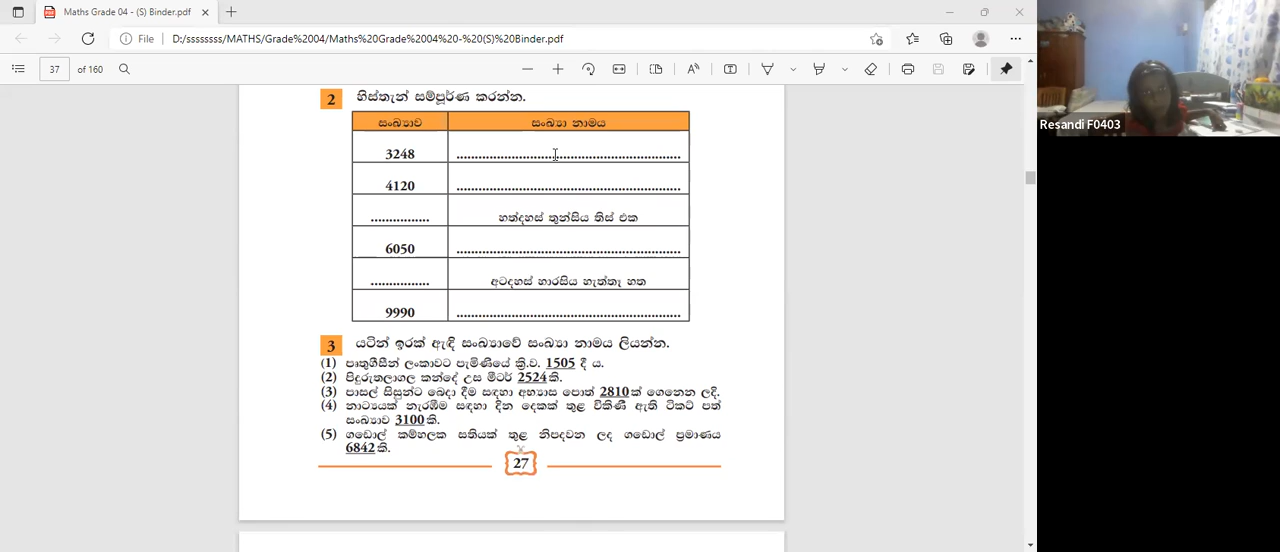 Maths Grade 04 - (S) Binder.pdf
File
D:/ssssssss/MATHS/Grade%2004/Maths%20Grade%2004%20-%20(S)%20Binder.pdf
37 of 160
Resandi F0403
2 හිස්තැන් සම්පූර්ණ කරන්න.
සංඛ්‍යාව සංඛ්‍යා නාමය
3248 ..............................................................
4120 ..............................................................
................ හත්දහස් තුන්සිය තිස් එක
6050 ..............................................................
................ අටදහස් හාරසිය හැත්තෑ හත
9990 ..............................................................
3 යටින් ඉරක් ඇඳි සංඛ්‍යාවේ සංඛ්‍යා නාමය ලියන්න.
(1) පෘතුගීසීන් ලංකාවට පැමිණියේ ක්‍රි.ව. 1505 දී ය.
(2) පිදුරුතලාගල කන්දේ උස මීටර් 2524 කි.
(3) පාසල් සිසුන්ට බෙදා දීම සඳහා අභ්‍යාස පොත් 2810 ක් ගෙනෙන ලදි.
(4) නාට්‍යයක් නැරඹීම සඳහා දින දෙකක් තුළ විකිණී ඇති ටිකට් පත්
සංඛ්‍යාව 3100 කි.
(5) ගඩොල් කම්හලක සතියක් තුළ නිපදවන ලද ගඩොල් ප්‍රමාණය
6842 කි.
27